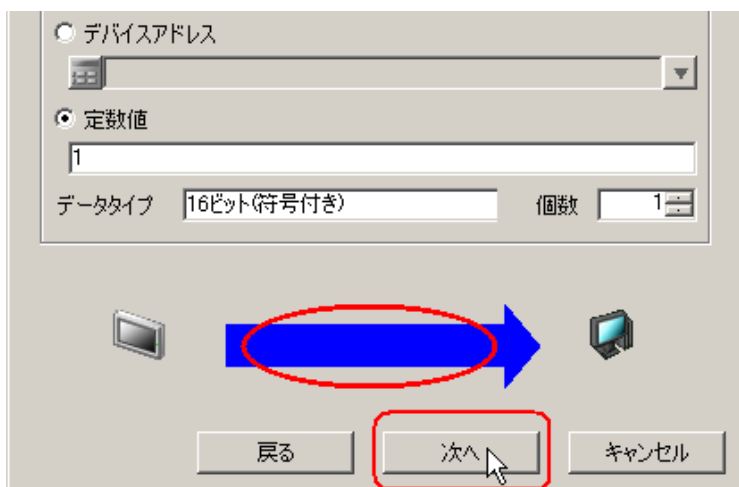 デバイスアドレス
定数値
1
データタイプ 16ビット(符号付き) 個数 1
戻る 次へ キャンセル